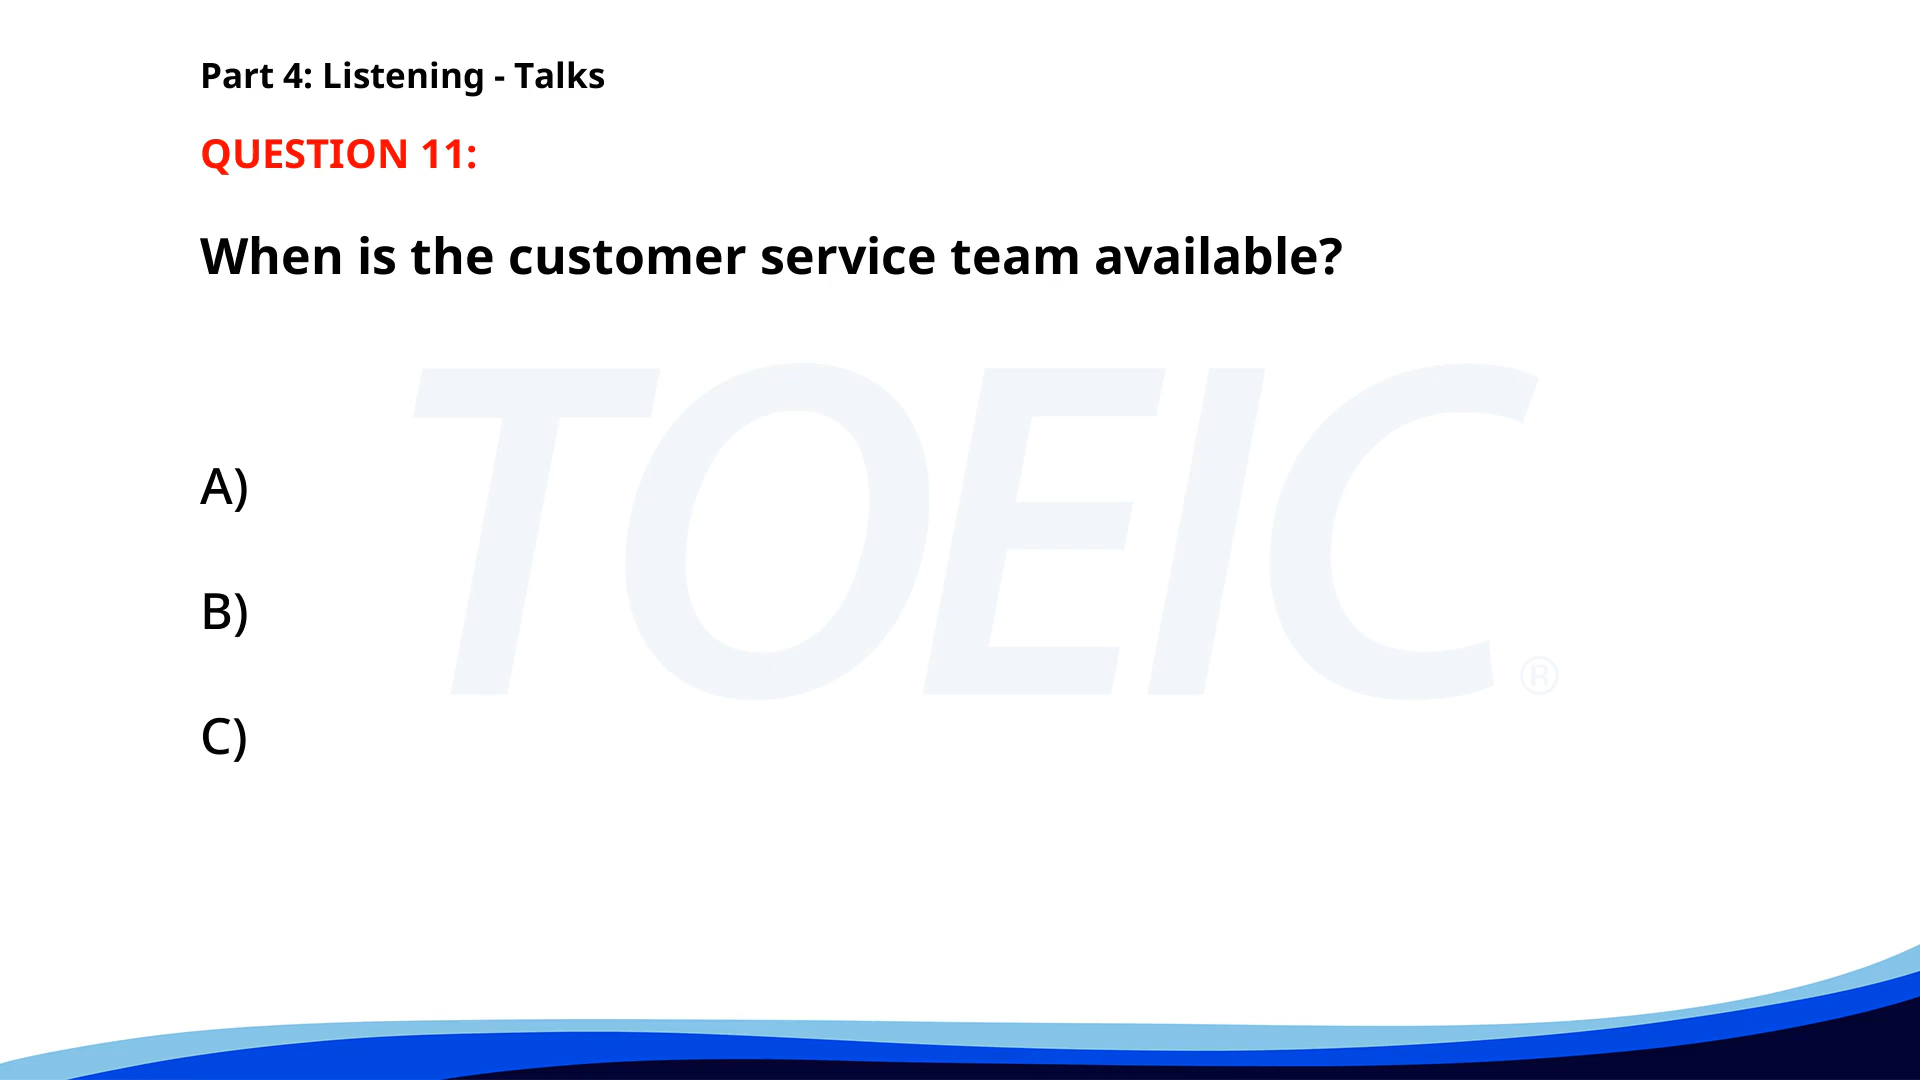 Part 4: Listening - Talks
QUESTION 11:
When is the customer service team available?
TOEIC®
A)
B)
C)